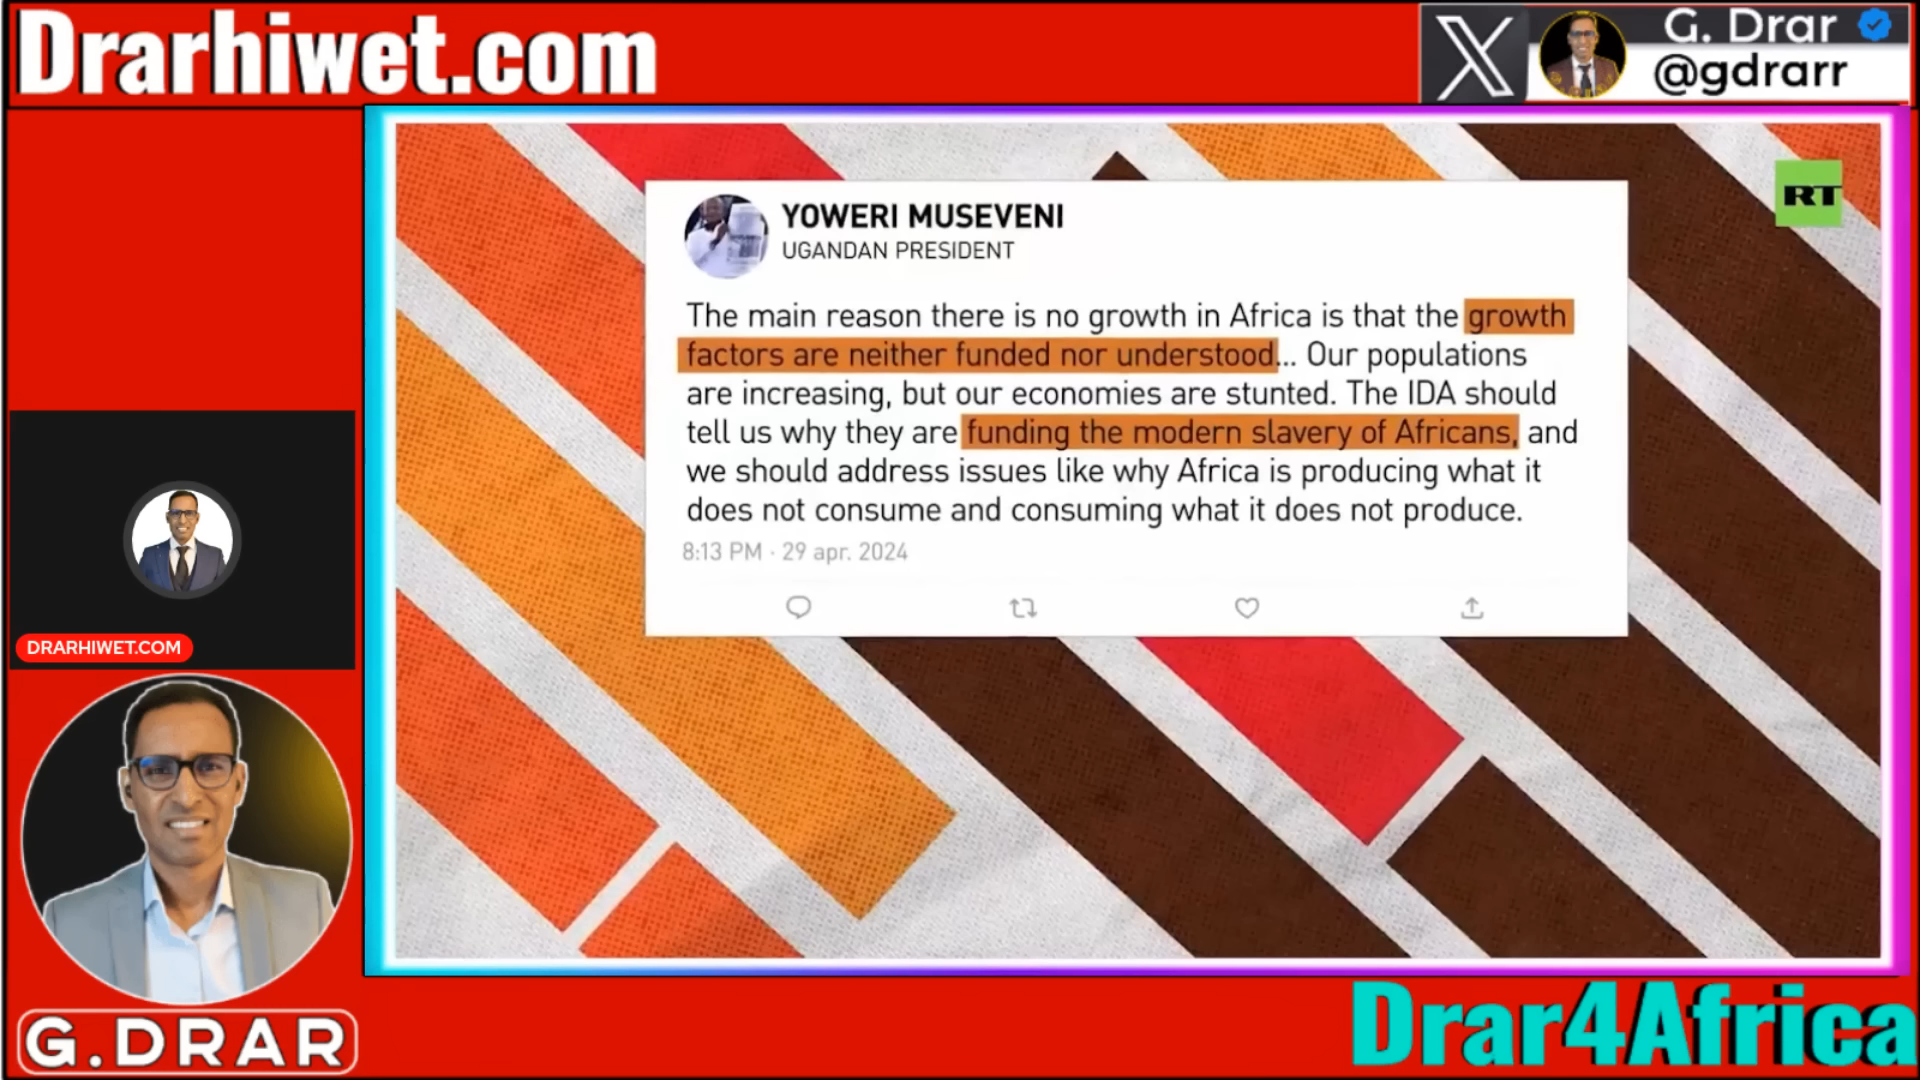 Drarhiwet.com
G. Drar
@gdrarr
RT
YOWERI MUSEVENI
UGANDAN PRESIDENT
The main reason there is no growth in Africa is that the growth
factors are neither funded nor understood... Our populations
are increasing, but our economies are stunted. The IDA should
tell us why they are funding the modern slavery of Africans, and
we should address issues like why Africa is producing what it
does not consume and consuming what it does not produce.
8:13 PM · 29 apr. 2024
DRARHIWET.COM
G.DRAR
Drar4Africa